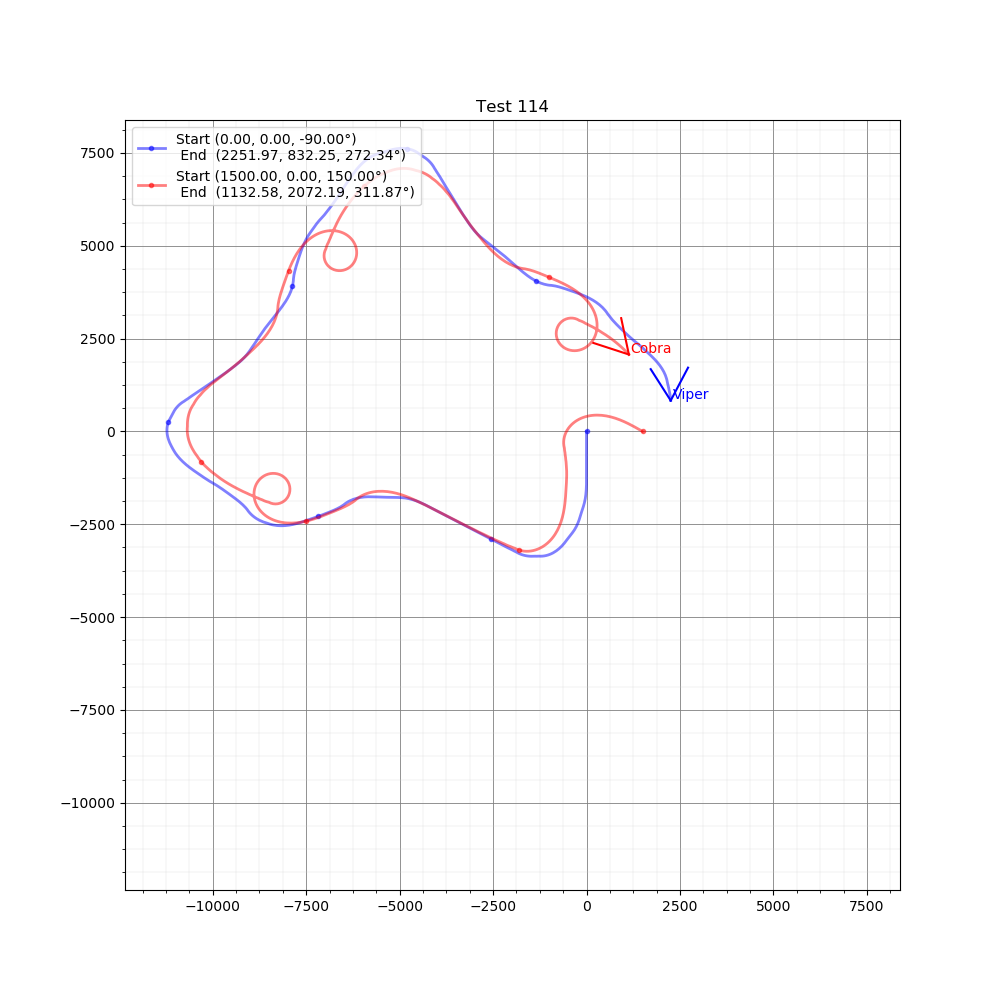 Test 114
Start (0.00, 0.00, -90.00°)
End (2251.97, 832.25, 272.34°)
Start (1500.00, 0.00, 150.00°)
End (1132.58, 2072.19, 311.87°)
7500
5000
2500
0
−2500
−5000
−7500
−10000
Cobra
Viper
−10000
−7500
−5000
−2500
0
2500
5000
7500